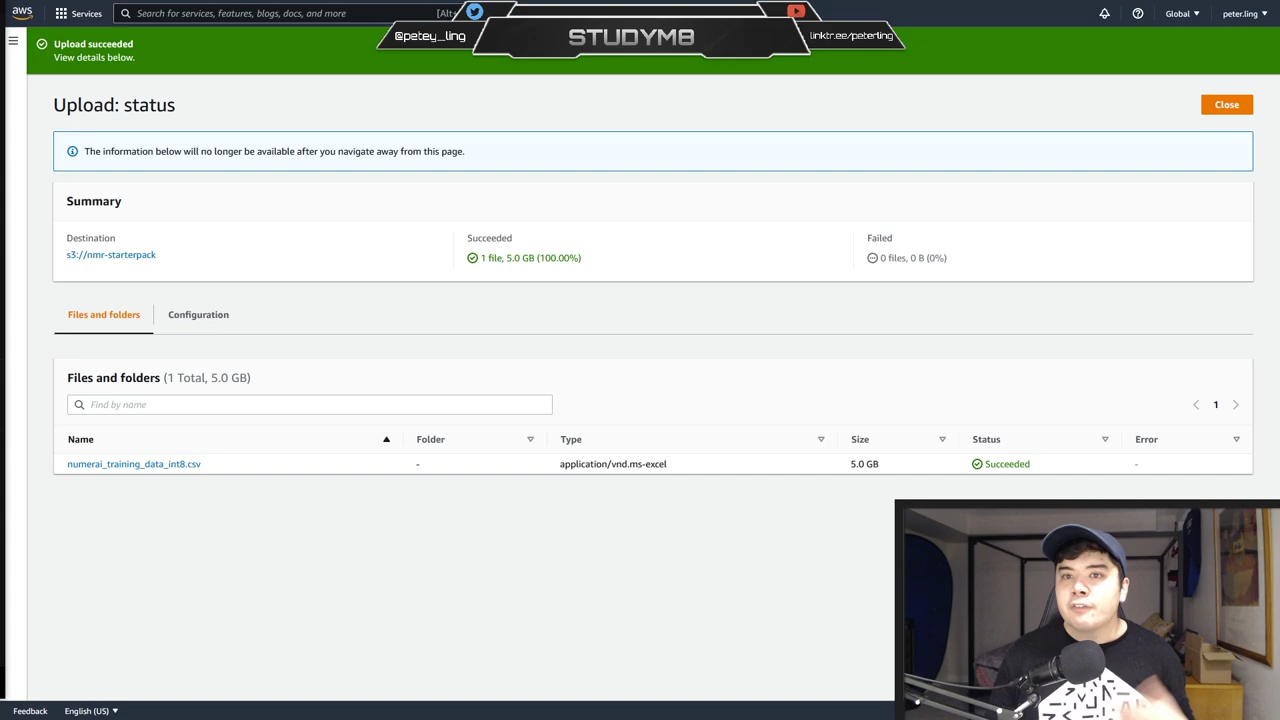 aws
Services
Search for services, features, blogs, docs, and more
[Alt+
Global
peter.ling
@petey_ling
STUDYM8
linktr.ee/peterling
Upload succeeded
View details below.
Upload: status
Close
The information below will no longer be available after you navigate away from this page.
Summary
Destination
Succeeded
Failed
s3://nmr-starterpack
1 file, 5.0 GB (100.00%)
0 files, 0 B (0%)
Files and folders
Configuration
Files and folders (1 Total, 5.0 GB)
Find by name
1
Name
Folder
Type
Size
Status
Error
numerai_training_data_int8.csv
-
application/vnd.ms-excel
5.0 GB
Succeeded
-
Feedback
English (US)